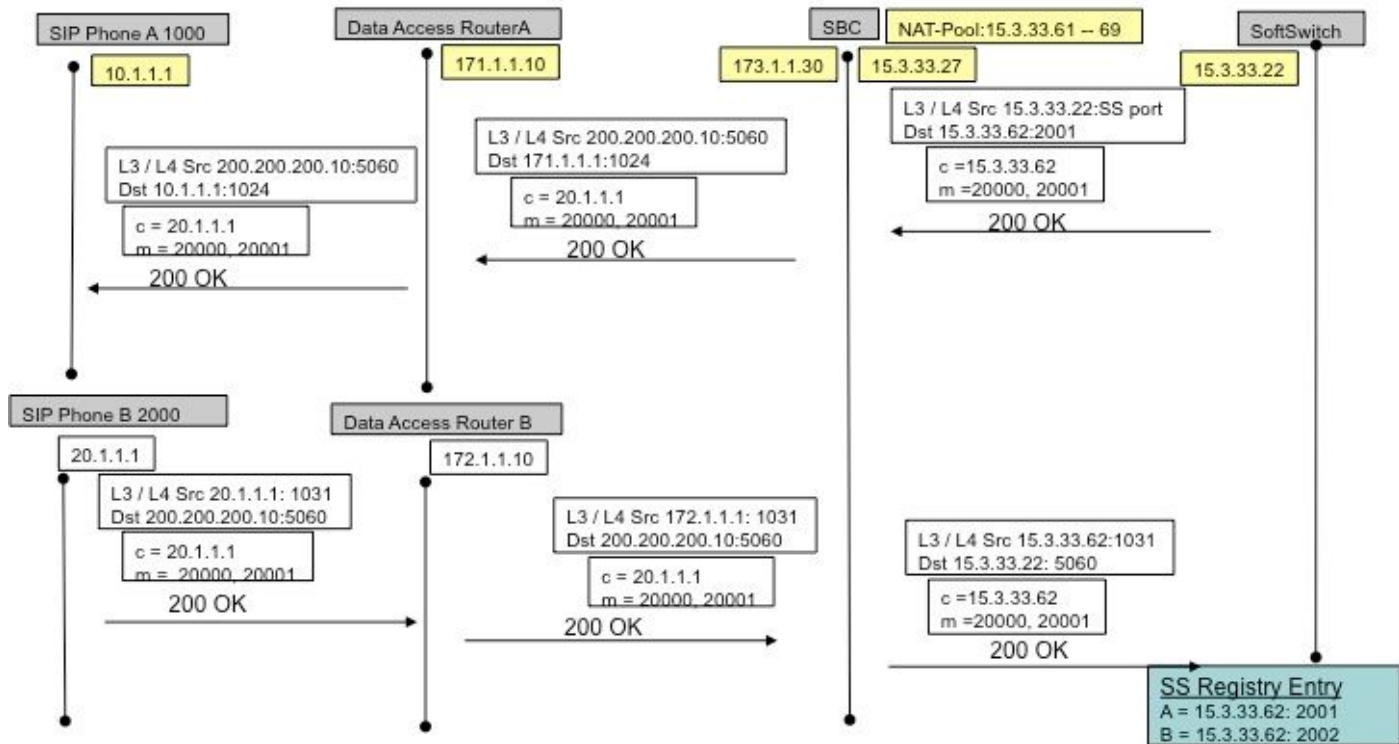 SIP Phone A 1000
Data Access RouterA
SBC
NAT-Pool:15.3.33.61 -- 69
SoftSwitch
10.1.1.1
171.1.1.10
173.1.1.30
15.3.33.27
15.3.33.22
L3 / L4 Src 15.3.33.22:SS port
Dst 15.3.33.62:2001
c =15.3.33.62
m =20000, 20001
200 OK
L3 / L4 Src 200.200.200.10:5060
Dst 171.1.1.1:1024
c = 20.1.1.1
m = 20000, 20001
200 OK
L3 / L4 Src 200.200.200.10:5060
Dst 10.1.1.1:1024
c = 20.1.1.1
m = 20000, 20001
200 OK
SIP Phone B 2000
Data Access Router B
20.1.1.1
172.1.1.10
L3 / L4 Src 20.1.1.1: 1031
Dst 200.200.200.10:5060
c = 20.1.1.1
m = 20000, 20001
200 OK
L3 / L4 Src 172.1.1.1: 1031
Dst 200.200.200.10:5060
c = 20.1.1.1
m = 20000, 20001
200 OK
L3 / L4 Src 15.3.33.62:1031
Dst 15.3.33.22: 5060
c =15.3.33.62
m =20000, 20001
200 OK
SS Registry Entry
A = 15.3.33.62: 2001
B = 15.3.33.62: 2002